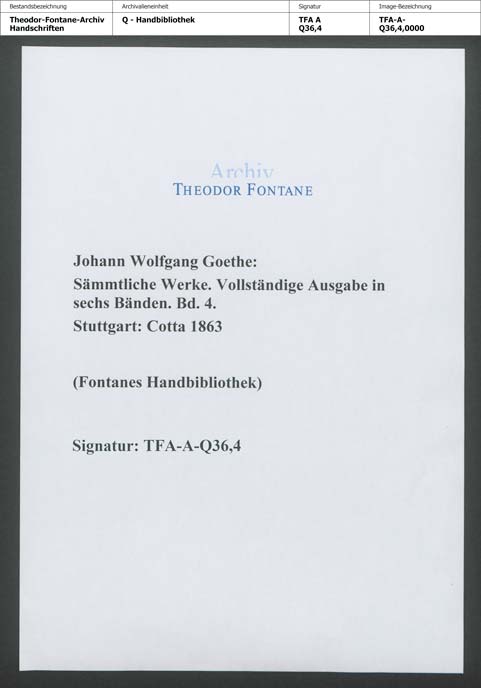 Bestandsbezeichnung
Archivalieneinheit
Signatur
Image-Bezeichnung
Theodor-Fontane-Archiv
Handschriften
Q - Handbibliothek
TFA A
Q36,4
TFA-A-
Q36,4,0000
Archiv
THEODOR FONTANE
Johann Wolfgang Goethe:
Sämmtliche Werke. Vollständige Ausgabe in
sechs Bänden. Bd. 4.
Stuttgart: Cotta 1863
(Fontanes Handbibliothek)
Signatur: TFA-A-Q36,4